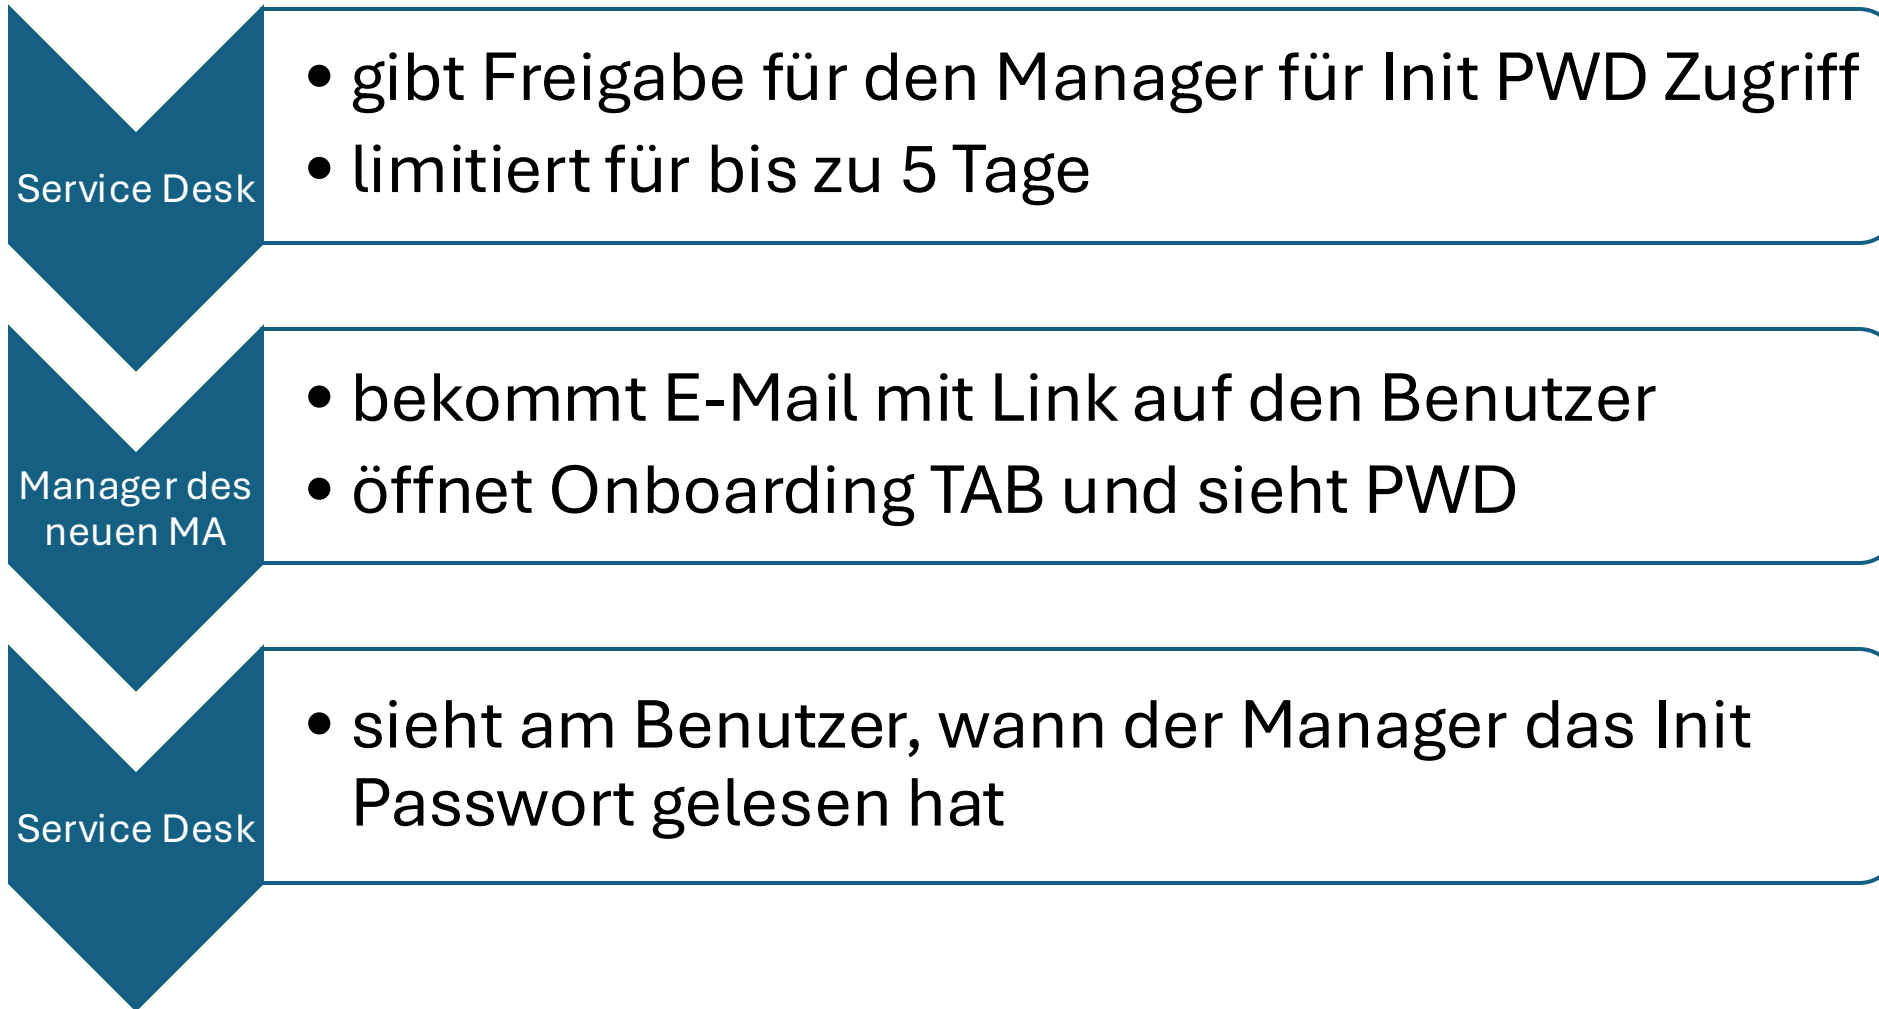 Service Desk
• gibt Freigabe für den Manager für Init PWD Zugriff
• limitiert für bis zu 5 Tage
Manager des
neuen MA
• bekommt E-Mail mit Link auf den Benutzer
• öffnet Onboarding TAB und sieht PWD
Service Desk
• sieht am Benutzer, wann der Manager das Init
Passwort gelesen hat